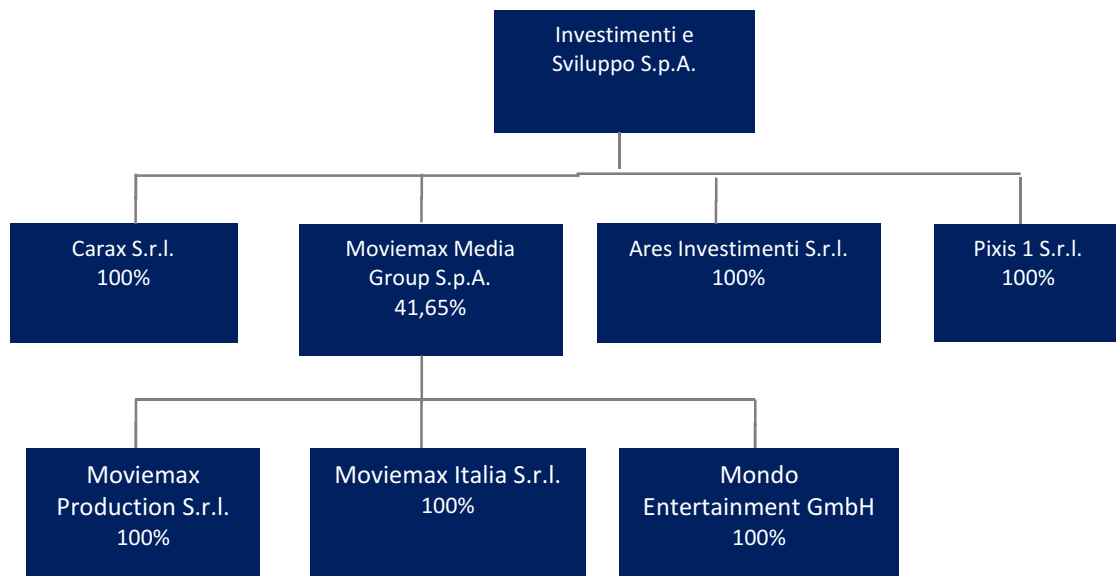 Investimenti e
Sviluppo S.p.A.
Carax S.r.l.
100%
Moviemax Media
Group S.p.A.
41,65%
Ares Investimenti S.r.l.
100%
Pixis 1 S.r.l.
100%
Moviemax
Production S.r.l.
100%
Moviemax Italia S.r.l.
100%
Mondo
Entertainment GmbH
100%